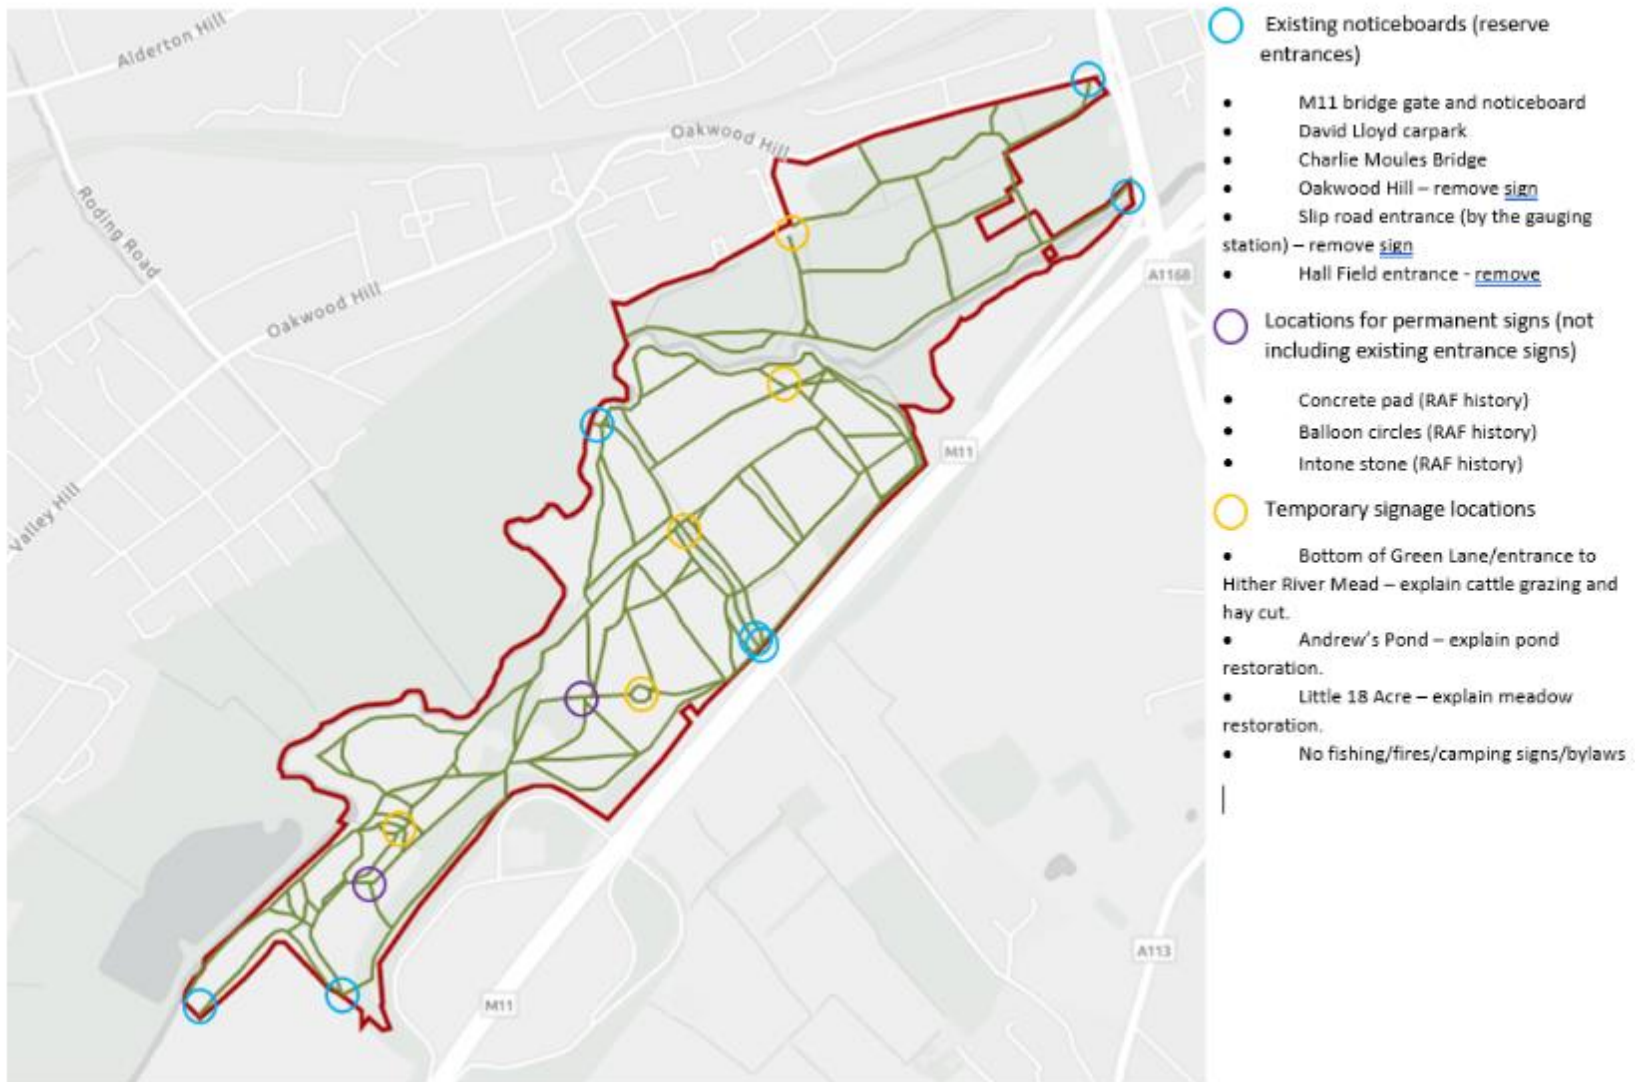 Alderton Hill
Oakwood Hill
Roding Road
Oakwood Hill
Valley Hill
A1168
M11
M11
A113
Existing noticeboards (reserve
entrances)
• M11 bridge gate and noticeboard
• David Lloyd carpark
• Charlie Moules Bridge
• Oakwood Hill – remove sign
• Slip road entrance (by the gauging
station) – remove sign
• Hall Field entrance - remove
Locations for permanent signs (not
including existing entrance signs)
• Concrete pad (RAF history)
• Balloon circles (RAF history)
• Intone stone (RAF history)
Temporary signage locations
• Bottom of Green Lane/entrance to
Hither River Mead – explain cattle grazing and
hay cut.
• Andrew’s Pond – explain pond
restoration.
• Little 18 Acre – explain meadow
restoration.
• No fishing/fires/camping signs/bylaws